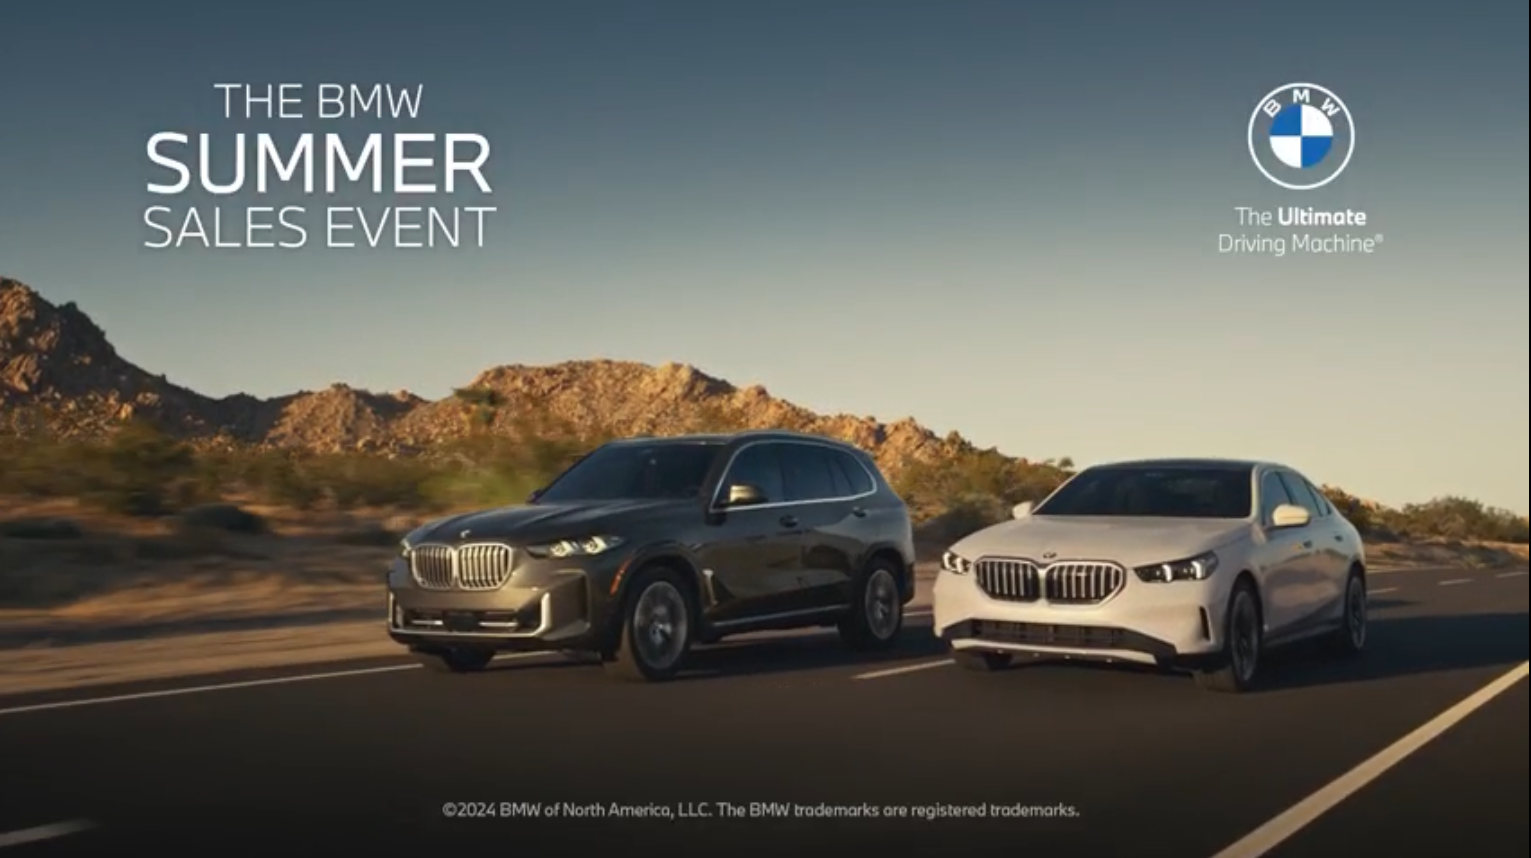 THE BMW
SUMMER
SALES EVENT
BMW
The Ultimate
Driving Machine®
©2024 BMW of North America, LLC. The BMW trademarks are registered trademarks.